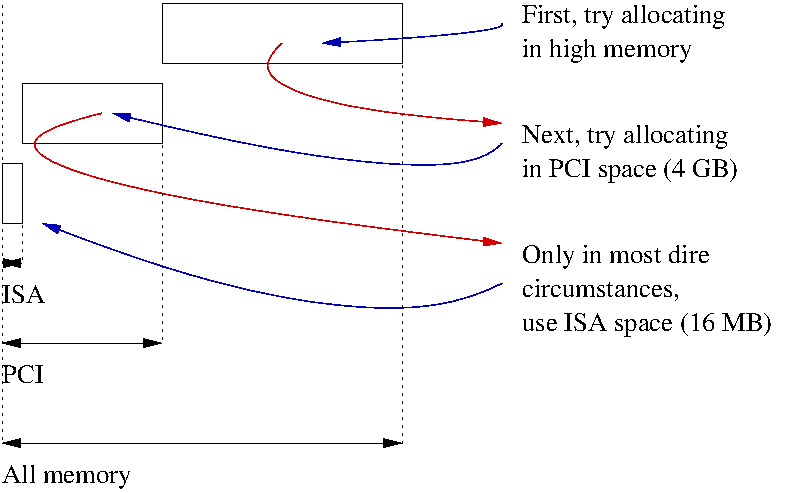 First, try allocating
in high memory
Next, try allocating
in PCI space (4 GB)
Only in most dire
circumstances,
use ISA space (16 MB)
ISA
PCI
All memory